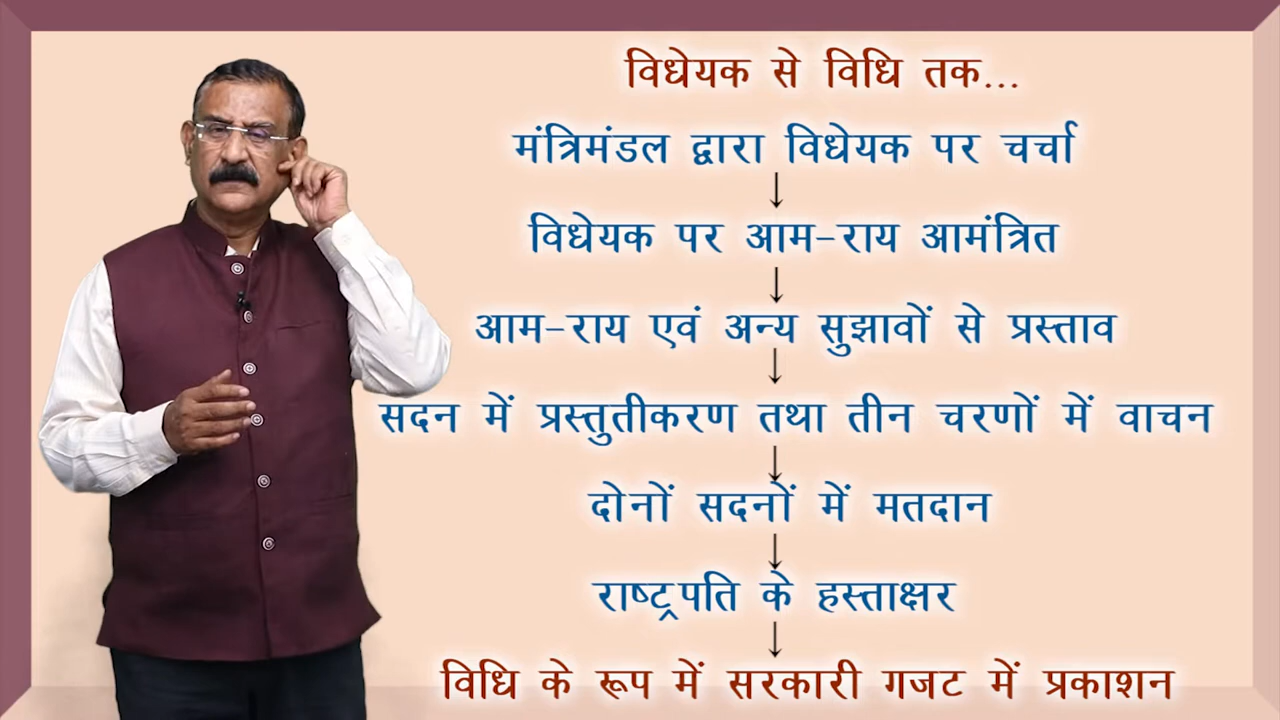 विधेयक से विधि तक...
मंत्रिमंडल द्वारा विधेयक पर चर्चा
विधेयक पर आम-राय आमंत्रित
आम-राय एवं अन्य सुझावों से प्रस्ताव
सदन में प्रस्तुतीकरण तथा तीन चरणों में वाचन
दोनों सदनों में मतदान
राष्ट्रपति के हस्ताक्षर
विधि के रूप में सरकारी गजट में प्रकाशन